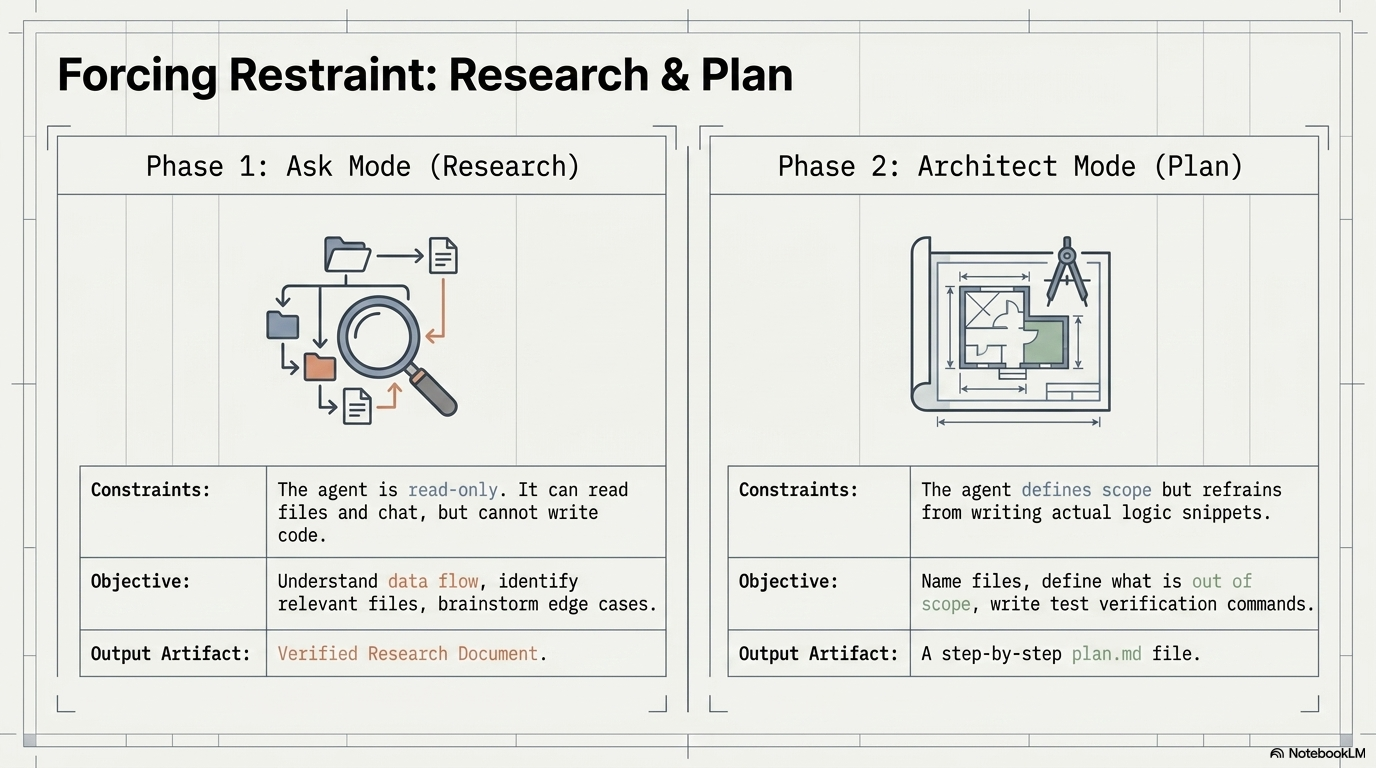 Forcing Restraint: Research & Plan
Phase 1: Ask Mode (Research)
Constraints:
The agent is read-only. It can read
files and chat, but cannot write
code.
Objective:
Understand data flow, identify
relevant files, brainstorm edge cases.
Output Artifact:
Verified Research Document.
Phase 2: Architect Mode (Plan)
Constraints:
The agent defines scope but refrains
from writing actual logic snippets.
Objective:
Name files, define what is out of
scope, write test verification commands.
Output Artifact:
A step-by-step plan.md file.
NotebookLM